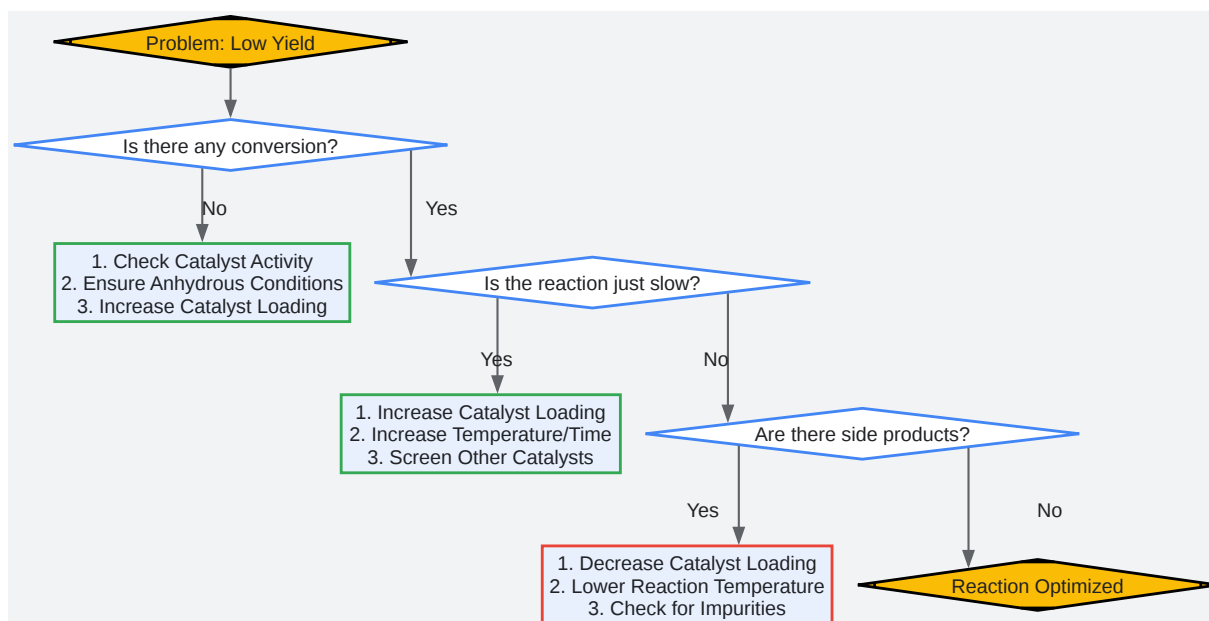 Problem: Low Yield
Is there any conversion?
No
Yes
1. Check Catalyst Activity
2. Ensure Anhydrous Conditions
3. Increase Catalyst Loading
Is the reaction just slow?
Yes
No
1. Increase Catalyst Loading
2. Increase Temperature/Time
3. Screen Other Catalysts
Are there side products?
Yes
No
1. Decrease Catalyst Loading
2. Lower Reaction Temperature
3. Check for Impurities
Reaction Optimized